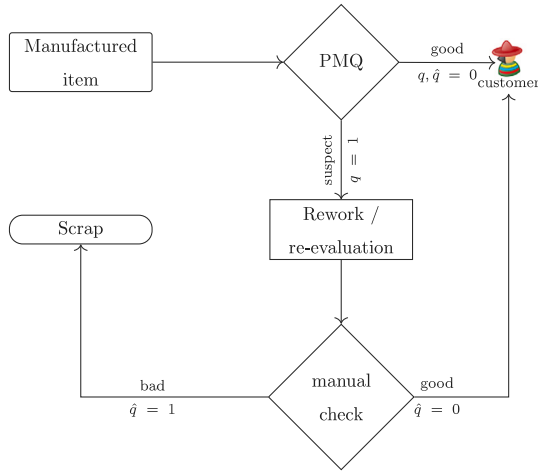 Manufactured
item
PMQ
good
q, q̂ = 0
customer
suspect
q = 1
Rework /
re-evaluation
Scrap
manual
check
bad
q̂ = 1
good
q̂ = 0